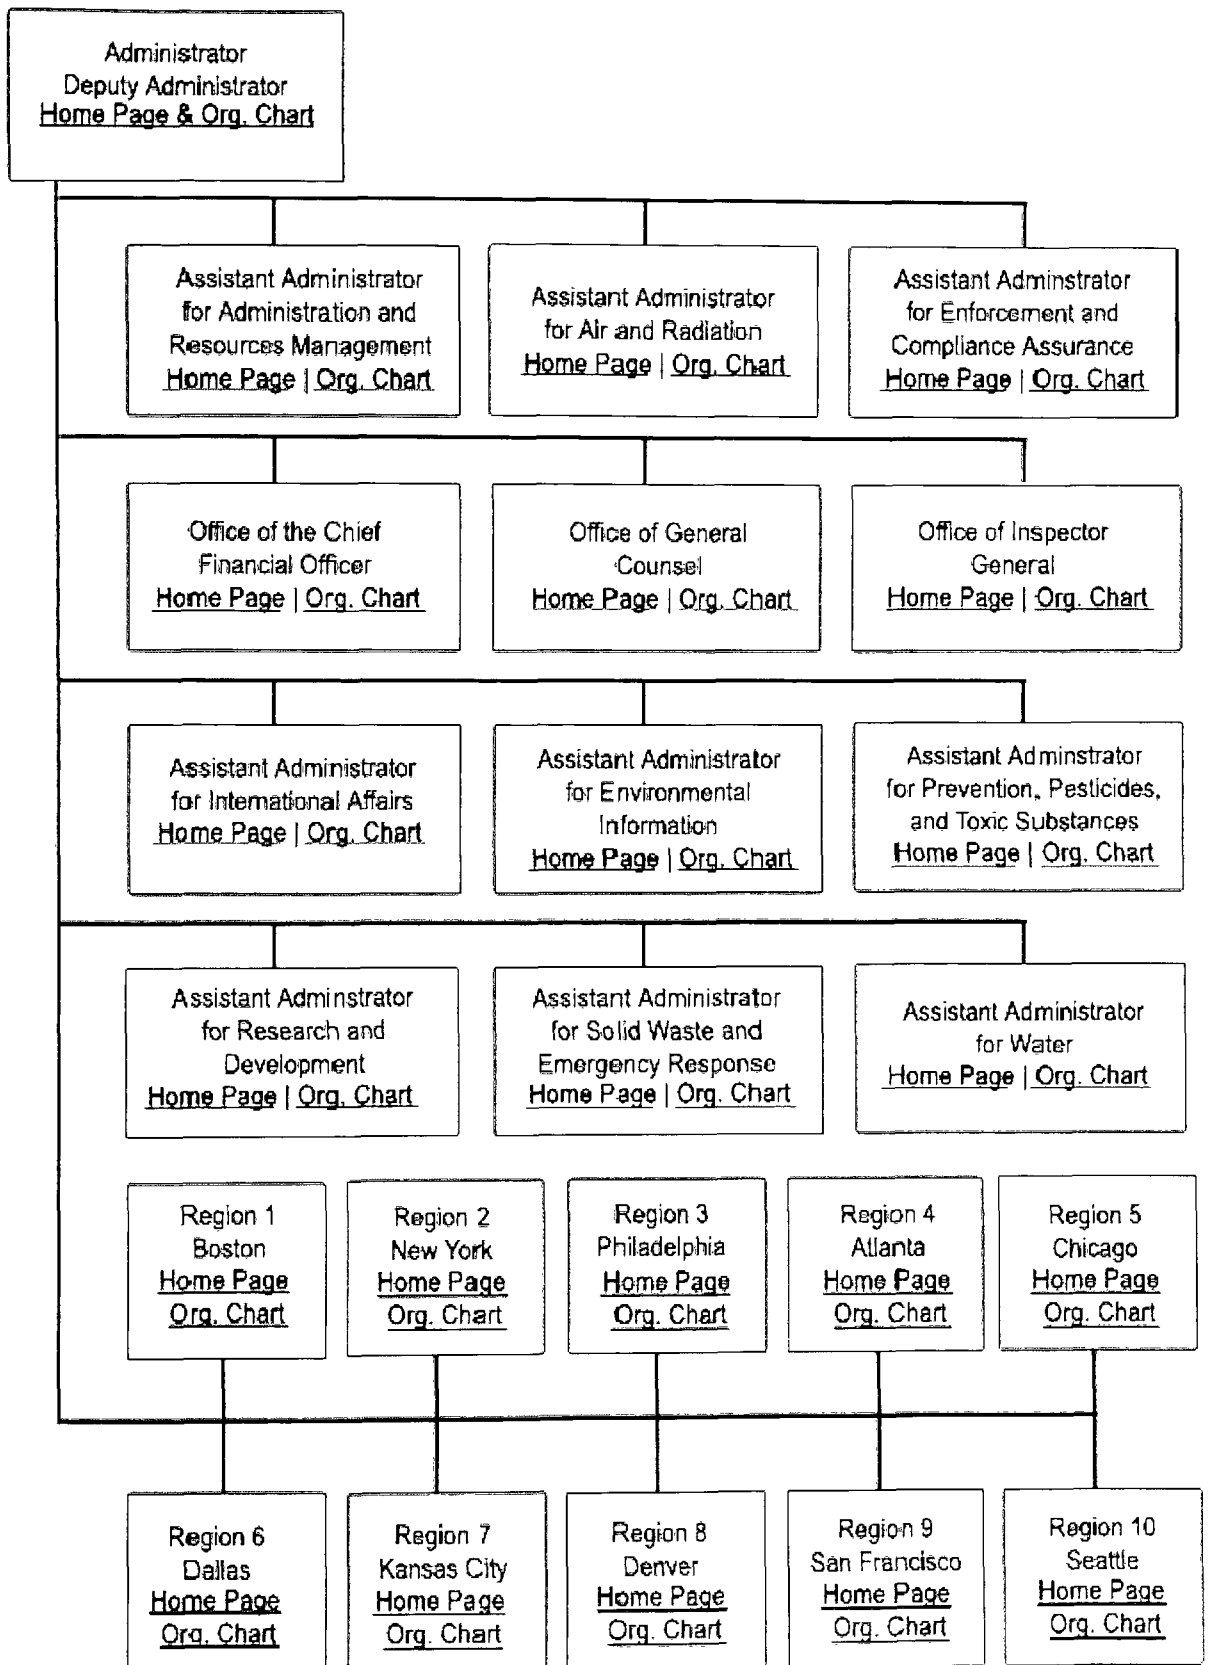 Administrator
Deputy Administrator
Home Page & Org. Chart
Assistant Administrator
for Administration and
Resources Management
Home Page | Org. Chart
Assistant Administrator
for Air and Radiation
Home Page | Org. Chart
Assistant Adminstrator
for Enforcement and
Compliance Assurance
Home Page | Org. Chart
Office of the Chief
Financial Officer
Home Page | Org. Chart
Office of General
Counsel
Home Page | Org. Chart
Office of Inspector
General
Home Page | Org. Chart
Assistant Administrator
for International Affairs
Home Page | Org. Chart
Assistant Administrator
for Environmental
Information
Home Page | Org. Chart
Assistant Adminstrator
for Prevention, Pesticides,
and Toxic Substances
Home Page | Org. Chart
Assistant Adminstrator
for Research and
Development
Home Page | Org. Chart
Assistant Administrator
for Solid Waste and
Emergency Response
Home Page | Org. Chart
Assistant Administrator
for Water
Home Page | Org. Chart
Region 1
Boston
Home Page
Org. Chart
Region 2
New York
Home Page
Org. Chart
Region 3
Philadelphia
Home Page
Org. Chart
Region 4
Atlanta
Home Page
Org. Chart
Region 5
Chicago
Home Page
Org. Chart
Region 6
Dallas
Home Page
Org. Chart
Region 7
Kansas City
Home Page
Org. Chart
Region 8
Denver
Home Page
Org. Chart
Region 9
San Francisco
Home Page
Org. Chart
Region 10
Seattle
Home Page
Org. Chart